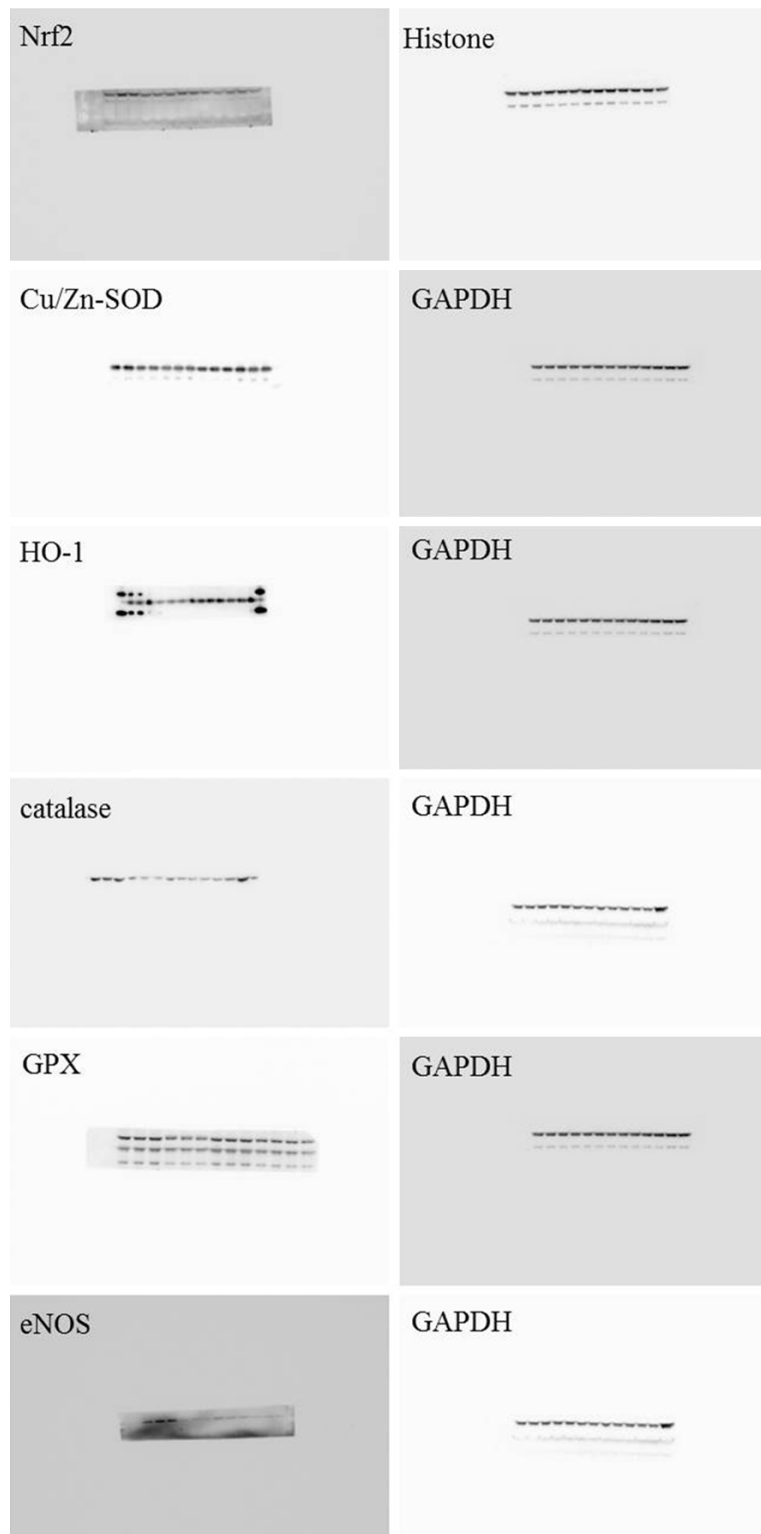 Nrf2
Histone
Cu/Zn-SOD
GAPDH
HO-1
GAPDH
catalase
GAPDH
GPX
GAPDH
eNOS
GAPDH